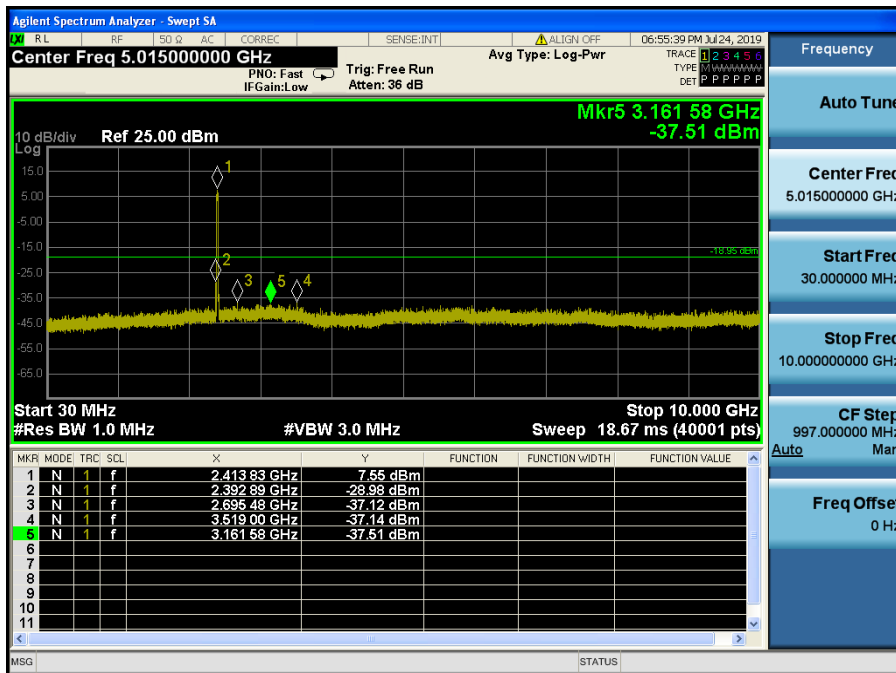 Agilent Spectrum Analyzer - Swept SA
LXI RL RF 50 Ω AC CORREC SENSE:INT ALIGN OFF 06:55:39 PM Jul 24, 2019
Center Freq 5.015000000 GHz
PNO: Fast
IFGain:Low
Trig: Free Run
Atten: 36 dB
Avg Type: Log-Pwr
TRACE 1 2 3 4 5 6
TYPE M W W W W W
DET P P P P P P
Mkr5 3.161 58 GHz
-37.51 dBm
10 dB/div Ref 25.00 dBm
Log
15.0
5.00
-5.00
-15.0
-25.0
-35.0
-45.0
-55.0
-65.0
1
2
3
5
4
-18.95 dBm
Start 30 MHz Stop 10.000 GHz
#Res BW 1.0 MHz #VBW 3.0 MHz Sweep 18.67 ms (40001 pts)
MKR MODE TRC SCL X Y FUNCTION FUNCTION WIDTH FUNCTION VALUE
1 N 1 f 2.413 83 GHz 7.55 dBm
2 N 1 f 2.392 89 GHz -28.98 dBm
3 N 1 f 2.695 48 GHz -37.12 dBm
4 N 1 f 3.519 00 GHz -37.14 dBm
5 N 1 f 3.161 58 GHz -37.51 dBm
6
7
8
9
10
11
MSG STATUS
Frequency
Auto Tune
Center Freq
5.015000000 GHz
Start Freq
30.000000 MHz
Stop Freq
10.000000000 GHz
CF Step
997.000000 MHz
Auto Man
Freq Offset
0 Hz